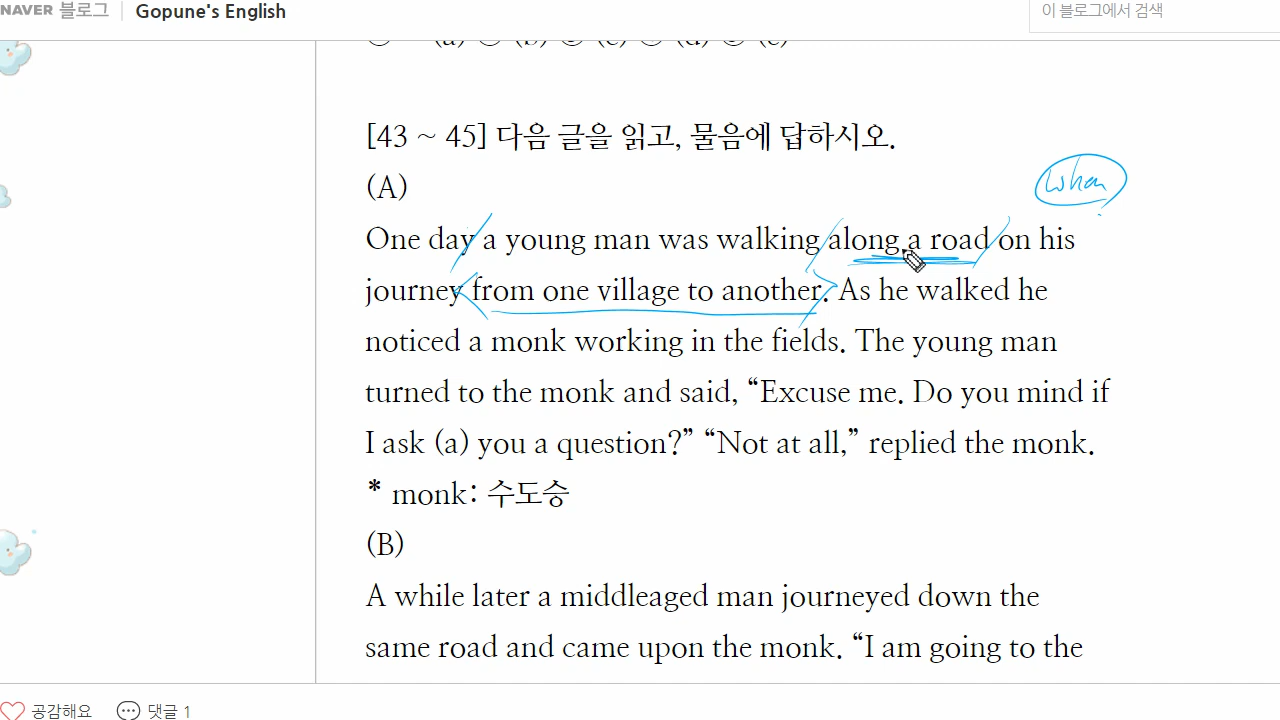 NAVER 블로그 Gopune's English 이 블로그에서 검색
(a) (b) (c) (d) (e)
[43 ~ 45] 다음 글을 읽고, 물음에 답하시오.
(A)
when
One day a young man was walking along a road on his
journey from one village to another. As he walked he
noticed a monk working in the fields. The young man
turned to the monk and said, “Excuse me. Do you mind if
I ask (a) you a question?” “Not at all,” replied the monk.
* monk: 수도승
(B)
A while later a middleaged man journeyed down the
same road and came upon the monk. “I am going to the
공감해요 댓글 1